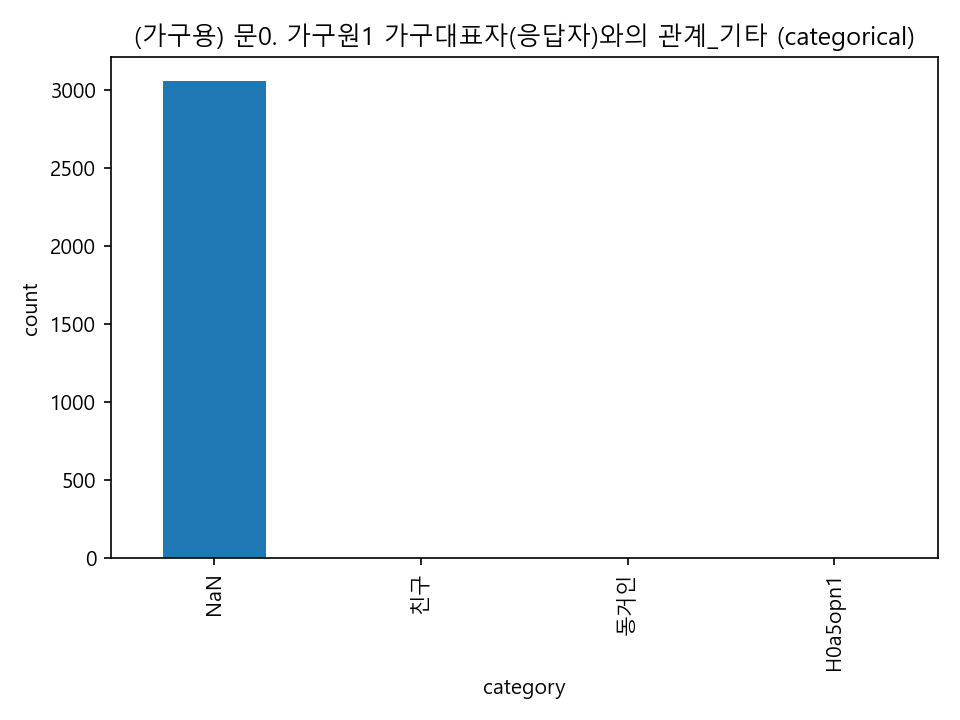 (가구용) 문0. 가구원1 가구대표자(응답자)와의 관계_기타 (categorical)
3000
2500
2000
1500
1000
500
0
count
NaN
친구
동거인
H0a5opn1
category